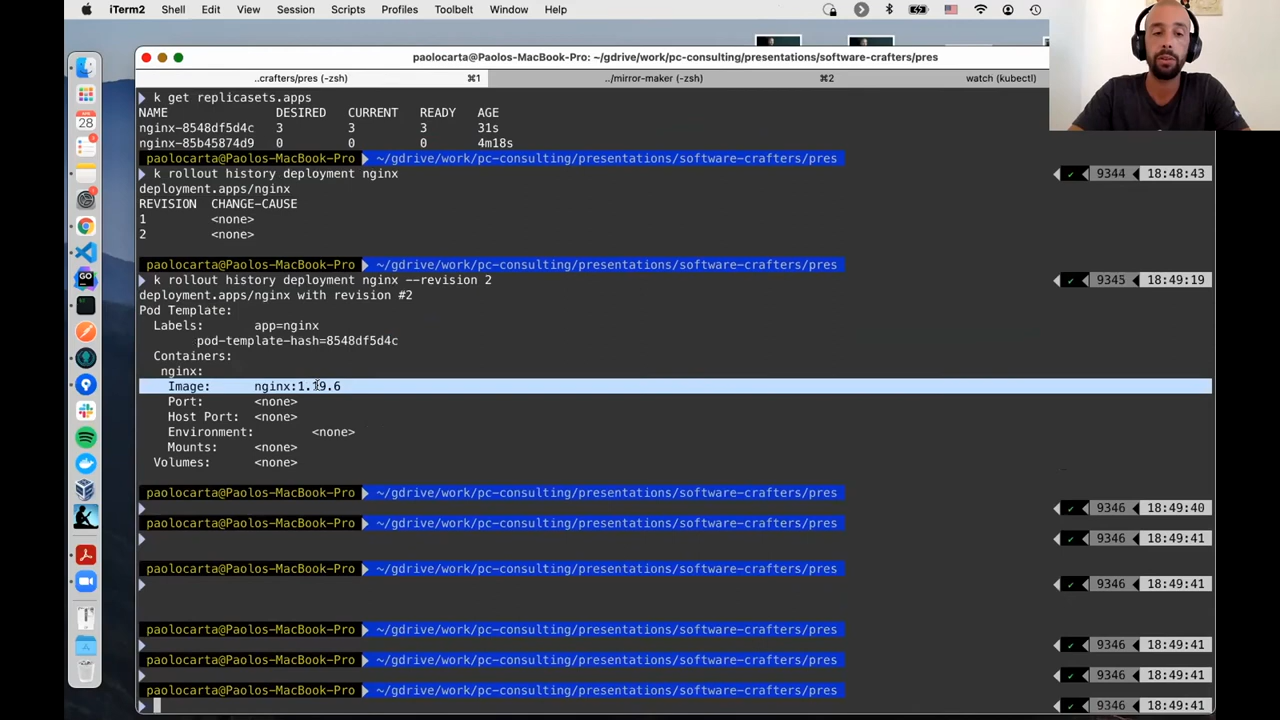 iTerm2 Shell Edit View Session Scripts Profiles Toolbelt Window Help
paolocarta@Paolos-MacBook-Pro: ~/gdrive/work/pc-consulting/presentations/software-crafters/pres
..crafters/pres (-zsh) ⌘1 ../mirror-maker (-zsh) ⌘2 watch (kubectl)
k get replicasets.apps
NAME DESIRED CURRENT READY AGE
nginx-8548df5d4c 3 3 3 31s
nginx-85b45874d9 0 0 0 4m18s
paolocarta@Paolos-MacBook-Pro ~/gdrive/work/pc-consulting/presentations/software-crafters/pres
k rollout history deployment nginx ✓ 9344 18:48:43
deployment.apps/nginx
REVISION CHANGE-CAUSE
1 <none>
2 <none>
paolocarta@Paolos-MacBook-Pro ~/gdrive/work/pc-consulting/presentations/software-crafters/pres
k rollout history deployment nginx --revision 2 ✓ 9345 18:49:19
deployment.apps/nginx with revision #2
Pod Template:
Labels: app=nginx
pod-template-hash=8548df5d4c
Containers:
nginx:
Image: nginx:1.19.6
Port: <none>
Host Port: <none>
Environment: <none>
Mounts: <none>
Volumes: <none>
paolocarta@Paolos-MacBook-Pro ~/gdrive/work/pc-consulting/presentations/software-crafters/pres
✓ 9346 18:49:40
paolocarta@Paolos-MacBook-Pro ~/gdrive/work/pc-consulting/presentations/software-crafters/pres
✓ 9346 18:49:41
paolocarta@Paolos-MacBook-Pro ~/gdrive/work/pc-consulting/presentations/software-crafters/pres
✓ 9346 18:49:41
paolocarta@Paolos-MacBook-Pro ~/gdrive/work/pc-consulting/presentations/software-crafters/pres
✓ 9346 18:49:41
paolocarta@Paolos-MacBook-Pro ~/gdrive/work/pc-consulting/presentations/software-crafters/pres
✓ 9346 18:49:41
paolocarta@Paolos-MacBook-Pro ~/gdrive/work/pc-consulting/presentations/software-crafters/pres
✓ 9346 18:49:41
GO
28